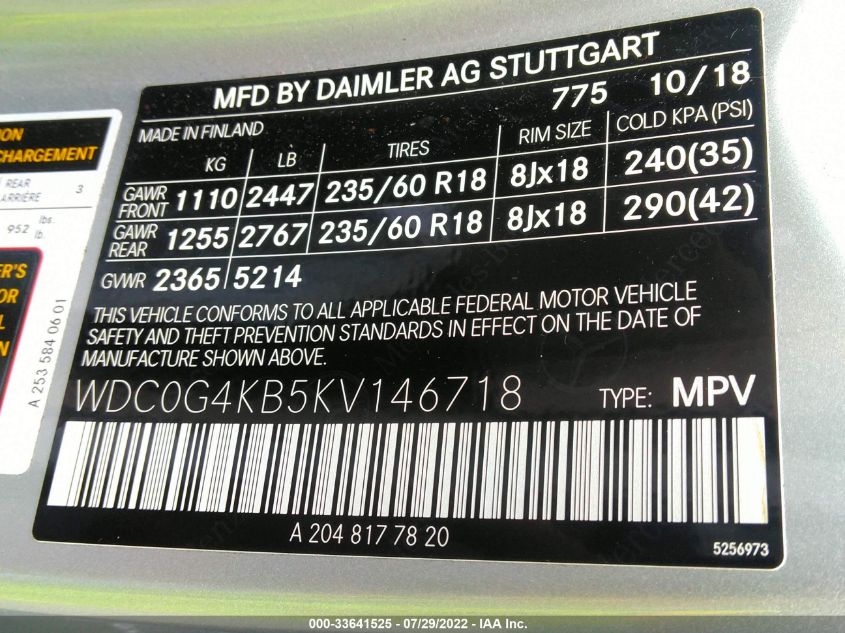 MFD BY DAIMLER AG STUTTGART
775 10/18
MADE IN FINLAND
KG LB TIRES RIM SIZE COLD KPA (PSI)
GAWR FRONT 1110 2447 235/60 R18 8Jx18 240(35)
GAWR REAR 1255 2767 235/60 R18 8Jx18 290(42)
GVWR 2365 5214
THIS VEHICLE CONFORMS TO ALL APPLICABLE FEDERAL MOTOR VEHICLE
SAFETY AND THEFT PREVENTION STANDARDS IN EFFECT ON THE DATE OF
MANUFACTURE SHOWN ABOVE.
WDC0G4KB5KV146718 TYPE: MPV
A 204 817 78 20
5256973
ION
CHARGEMENT
REAR 3
ARRIÈRE
952 lbs.
lb.
ER'S
OR
L
N
A 253 584 06 01
000-33641525 - 07/29/2022 - IAA Inc.